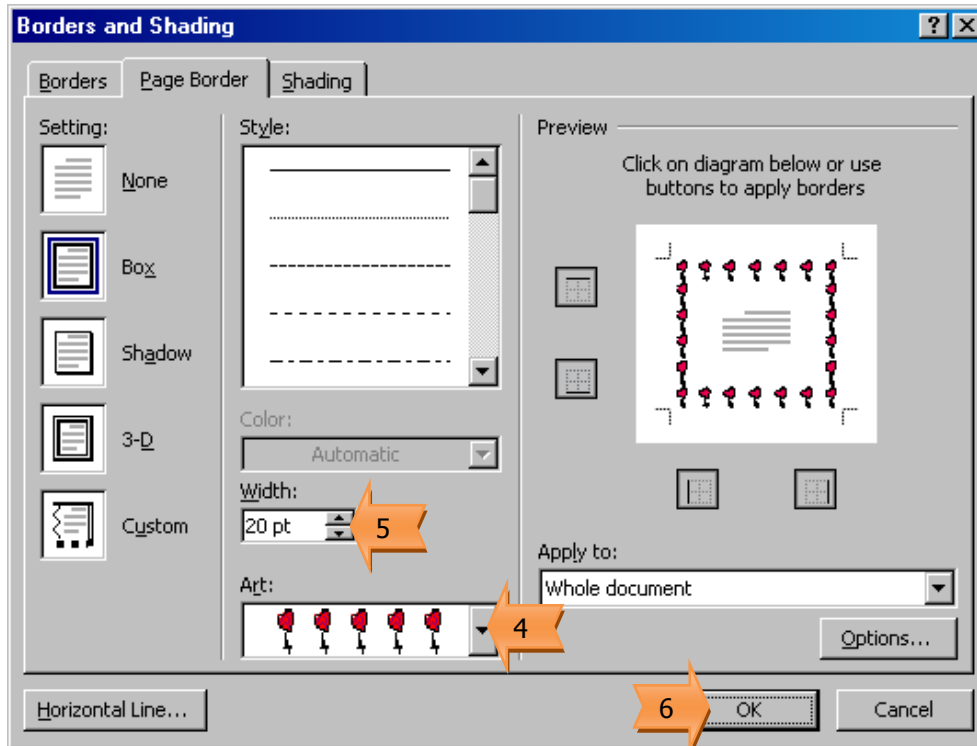 Borders and Shading
?
Borders
Page Border
Shading
Setting:
None
Box
Shadow
3-D
Custom
Style:
Color:
Automatic
Width:
20 pt
5
Art:
4
Preview
Click on diagram below or use
buttons to apply borders
Apply to:
Whole document
Options...
Horizontal Line...
6
OK
Cancel